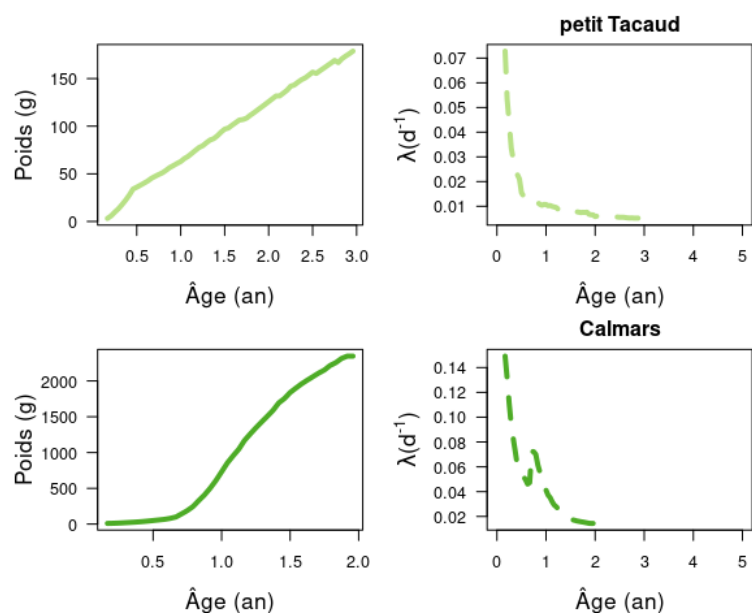 petit Tacaud
Poids (g)
150
100
50
0
0.5 1.0 1.5 2.0 2.5 3.0
Âge (an)
λ(d⁻¹)
0.07
0.06
0.05
0.04
0.03
0.02
0.01
0 1 2 3 4 5
Âge (an)
Calmars
Poids (g)
2000
1500
1000
500
0
0.5 1.0 1.5 2.0
Âge (an)
λ(d⁻¹)
0.14
0.12
0.10
0.08
0.06
0.04
0.02
0 1 2 3 4 5
Âge (an)